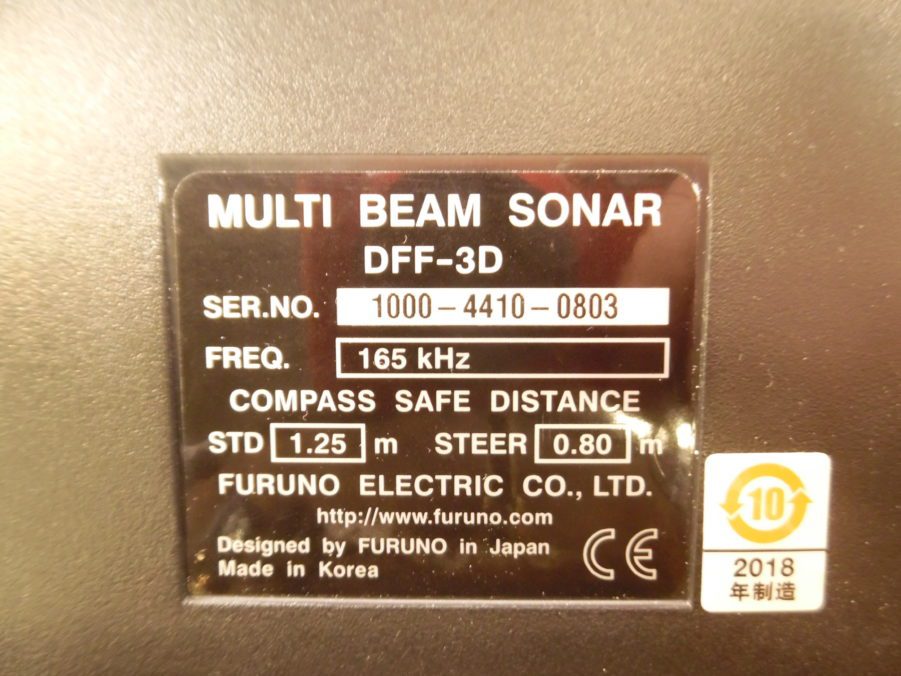 MULTI BEAM SONAR
DFF-3D
SER.NO. 1000-4410-0803
FREQ. 165 kHz
COMPASS SAFE DISTANCE
STD 1.25 m STEER 0.80 m
FURUNO ELECTRIC CO., LTD.
http://www.furuno.com
Designed by FURUNO in Japan
Made in Korea
CE
10
2018
年制造